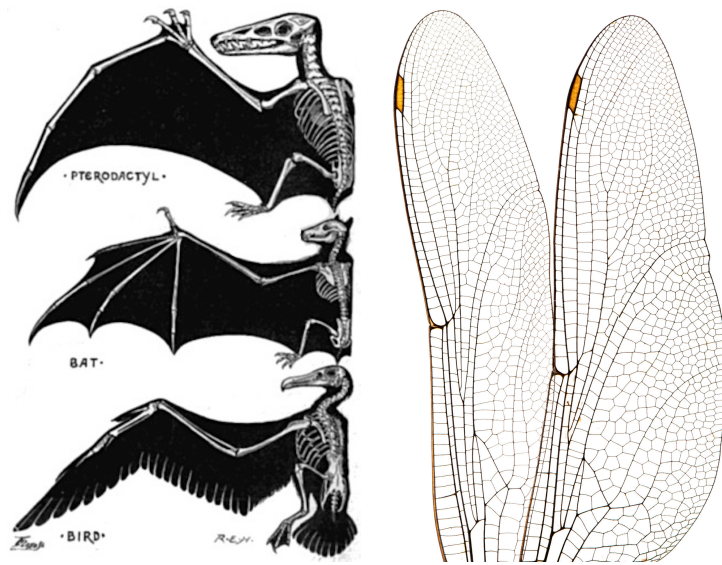 · PTERODACTYL ·
BAT ·
· BIRD ·
R.E.H.